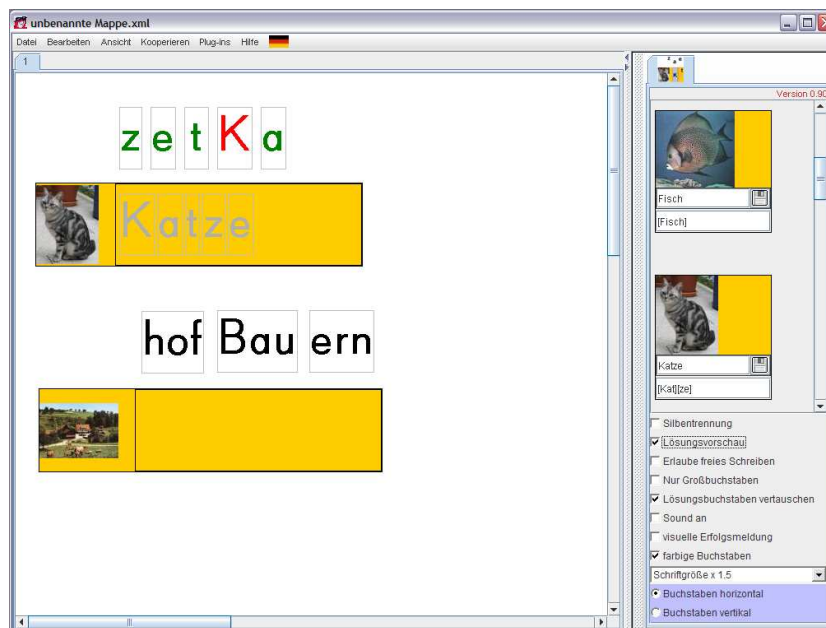 unbenannte Mappe.xml
Datei Bearbeiten Ansicht Kooperieren Plug-ins Hilfe
1
z e t K a
Katze
hof Bau ern
Version 0.90
Fisch
[Fisch]
Katze
[Kat][ze]
Silbentrennung
Lösungsvorschau
Erlaube freies Schreiben
Nur Großbuchstaben
Lösungsbuchstaben vertauschen
Sound an
visuelle Erfolgsmeldung
farbige Buchstaben
Schriftgröße x 1.5
Buchstaben horizontal
Buchstaben vertikal